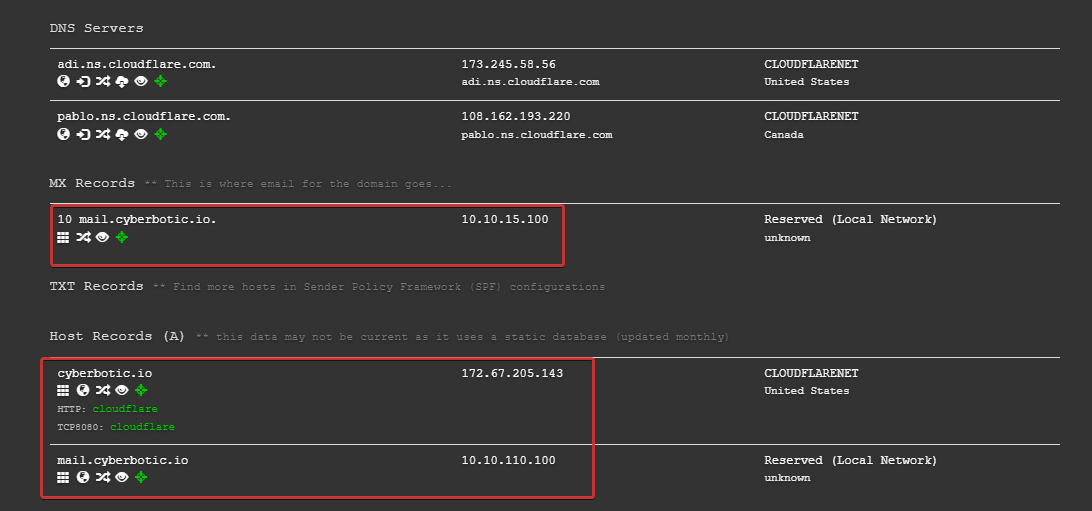 DNS Servers
adi.ns.cloudflare.com. 173.245.58.56 CLOUDFLARENET
adi.ns.cloudflare.com United States
pablo.ns.cloudflare.com. 108.162.193.220 CLOUDFLARENET
pablo.ns.cloudflare.com Canada
MX Records ** This is where email for the domain goes...
10 mail.cyberbotic.io. 10.10.15.100 Reserved (Local Network)
unknown
TXT Records ** Find more hosts in Sender Policy Framework (SPF) configurations
Host Records (A) ** this data may not be current as it uses a static database (updated monthly)
cyberbotic.io 172.67.205.143 CLOUDFLARENET
United States
HTTP: cloudflare
TCP8080: cloudflare
mail.cyberbotic.io 10.10.110.100 Reserved (Local Network)
unknown